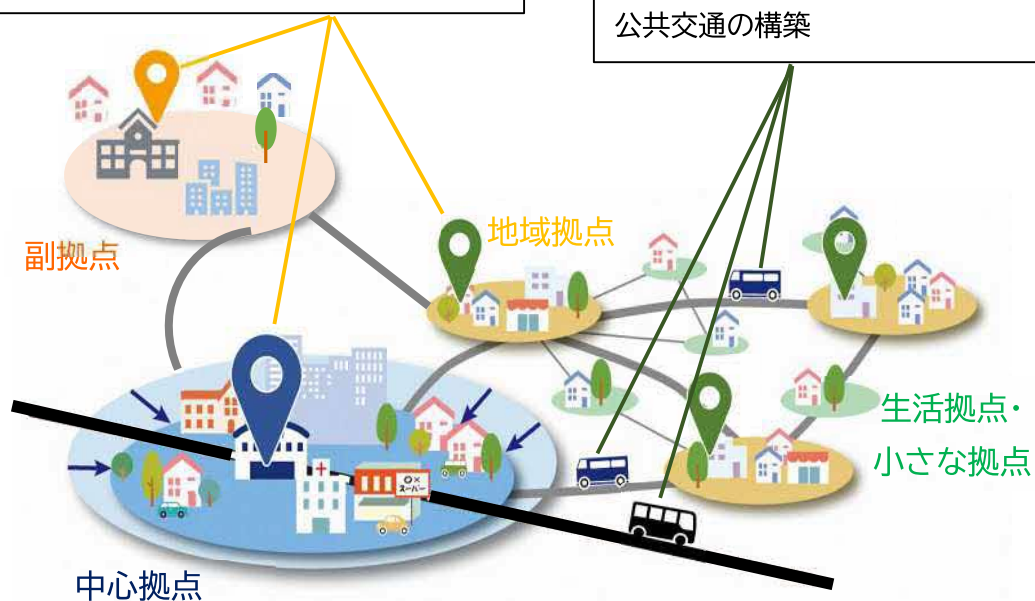 公共交通の構築
地域拠点
副拠点
生活拠点・
小さな拠点
○×
スーパー
中心拠点